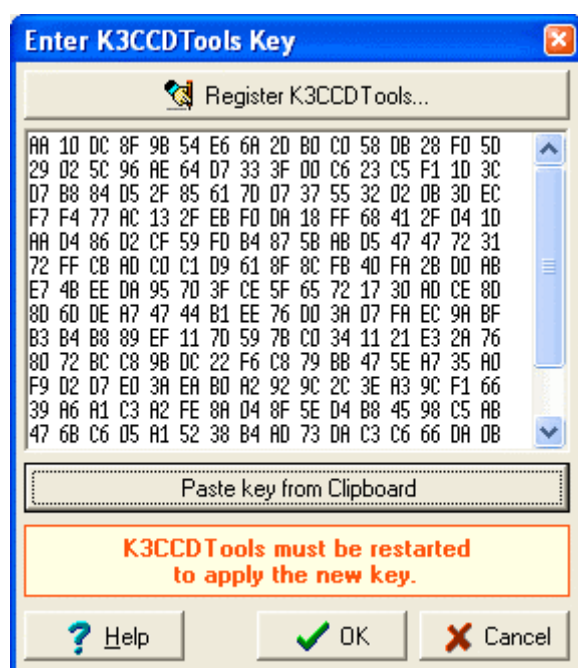 Enter K3CCDTools Key
Register K3CCDTools...
AA 10 DC 8F 9B 54 E6 6A 2D B0 C0 58 DB 28 F0 5D
29 02 5C 96 AE 64 D7 33 3F 00 C6 23 C5 F1 1D 3C
D7 B8 84 D5 2F 85 61 7D 07 37 55 32 02 0B 3D EC
F7 F4 77 AC 13 2F EB F0 DA 18 FF 68 41 2F 04 1D
AA D4 86 D2 CF 59 FD B4 87 5B AB D5 47 47 72 31
72 FF CB AD C0 C1 D9 61 8F 8C FB 40 FA 2B D0 AB
E7 4B EE DA 95 70 3F CE 5F 65 72 17 30 AD CE 8D
8D 6D DE A7 47 44 B1 EE 76 D0 3A 07 FA EC 9A BF
B3 B4 B8 89 EF 11 7D 59 7B C0 34 11 21 E3 2A 76
80 72 BC C8 9B DC 22 F6 C8 79 BB 47 5E A7 35 A0
F9 D2 D7 E0 3A EA B0 A2 92 9C 2C 3E A3 9C F1 66
39 A6 A1 C3 A2 FE 8A 04 8F 5E D4 B8 45 98 C5 AB
47 6B C6 05 A1 52 38 B4 AD 73 DA C3 C6 66 DA 0B
Paste key from Clipboard
K3CCDTools must be restarted
to apply the new key.
Help
OK
Cancel